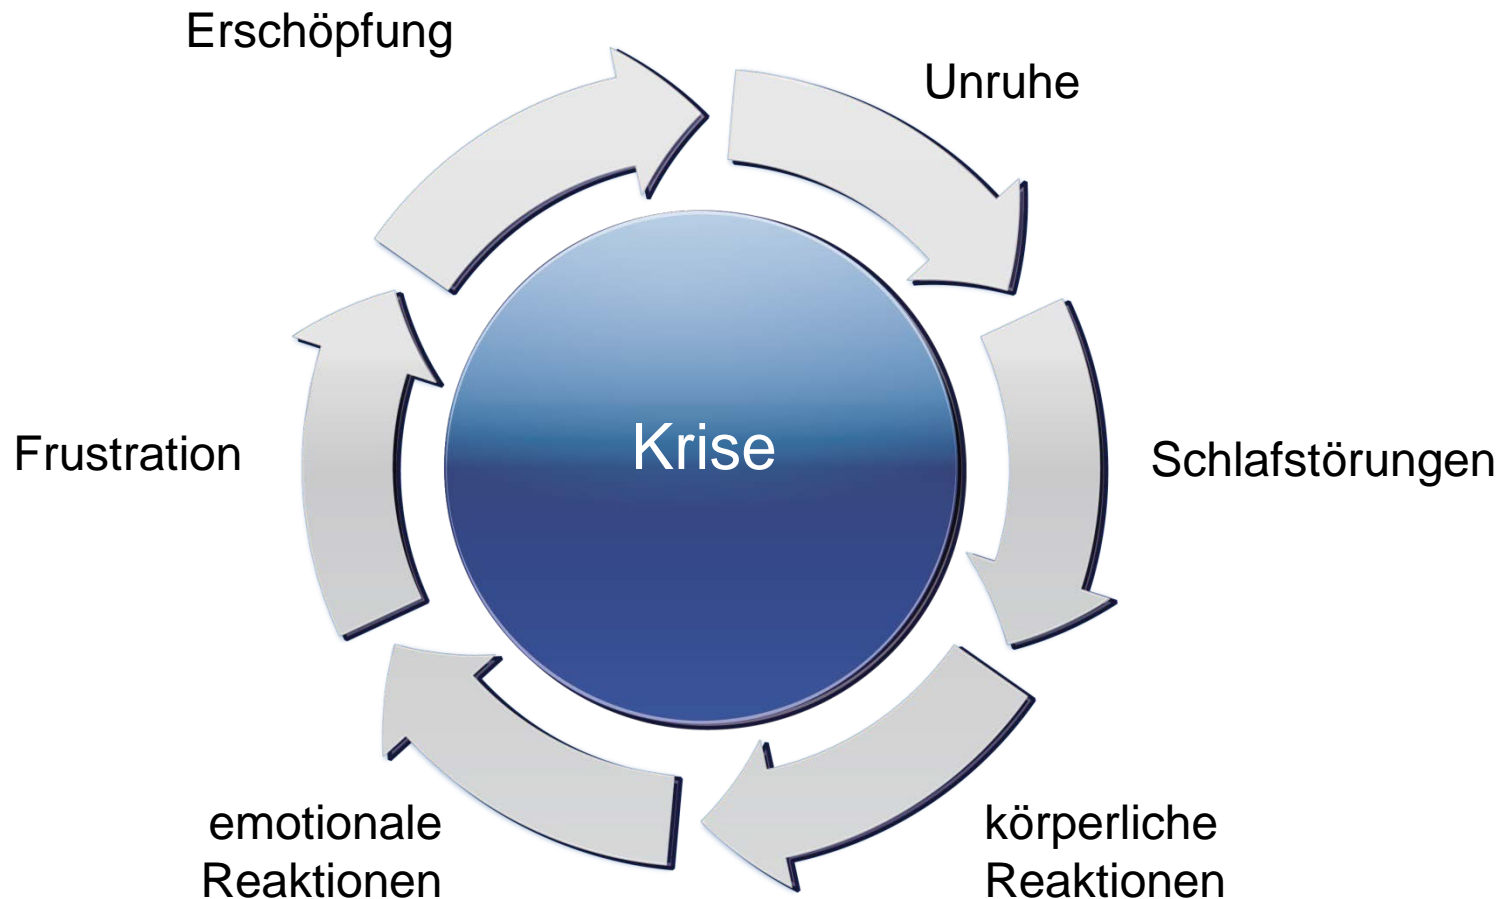 Erschöpfung
Unruhe
Frustration
Krise
Schlafstörungen
emotionale
Reaktionen
körperliche
Reaktionen